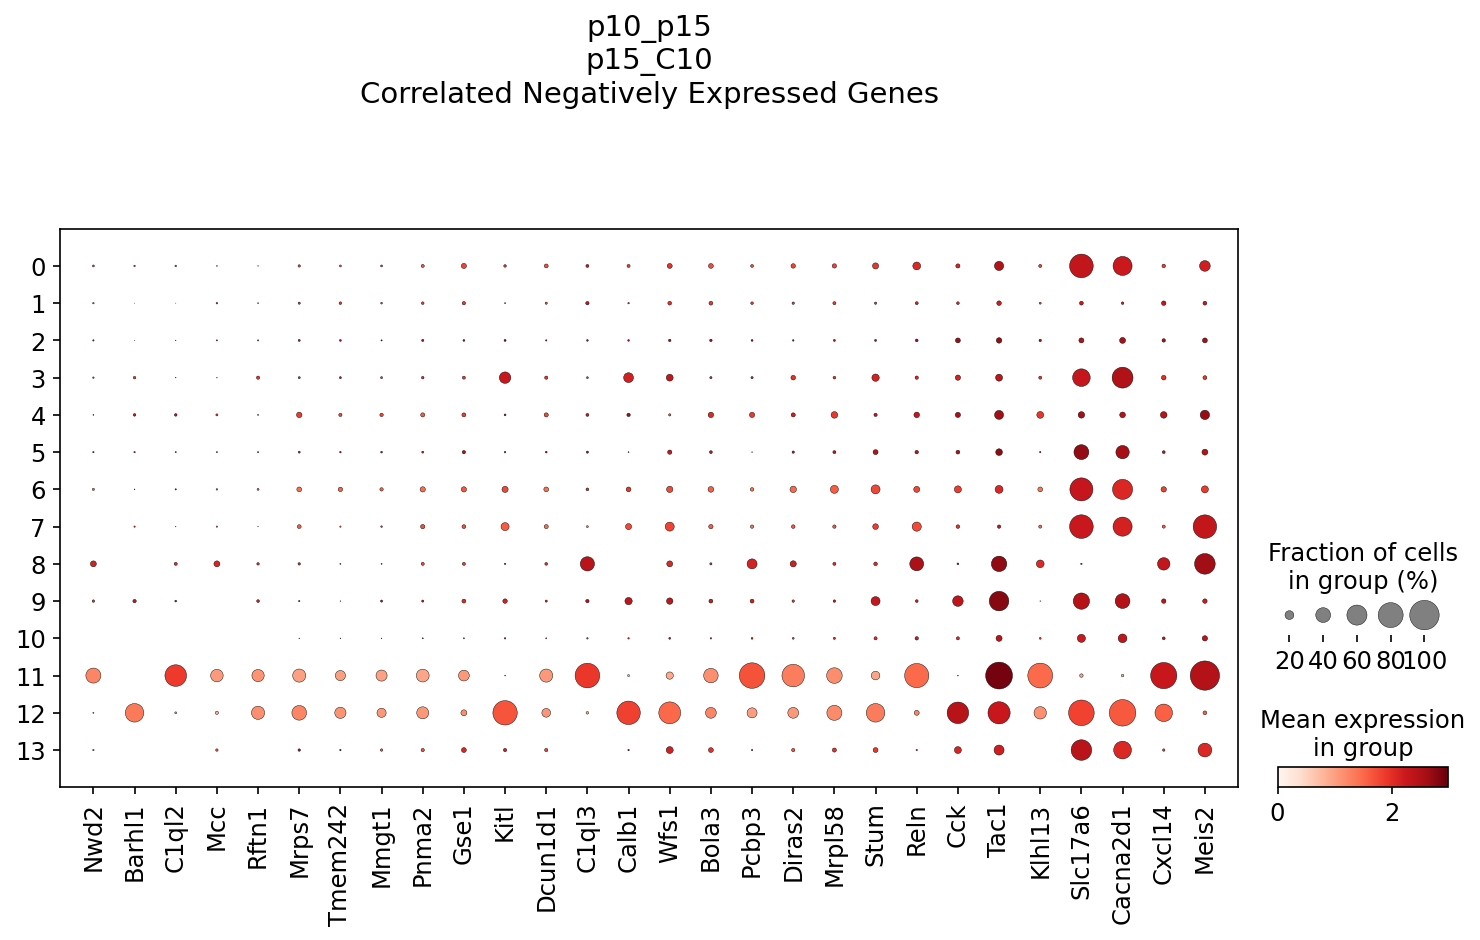 p10_p15
p15_C10
Correlated Negatively Expressed Genes
0
1
2
3
4
5
6
7
8
9
10
11
12
13
Nwd2
Barhl1
C1ql2
Mcc
Rftn1
Mrps7
Tmem242
Mmgt1
Pnma2
Gse1
Kitl
Dcun1d1
C1ql3
Calb1
Wfs1
Bola3
Pcbp3
Diras2
Mrpl58
Stum
Reln
Cck
Tac1
Klhl13
Slc17a6
Cacna2d1
Cxcl14
Meis2
Fraction of cells
in group (%)
20 40 60 80 100
Mean expression
in group
0 2